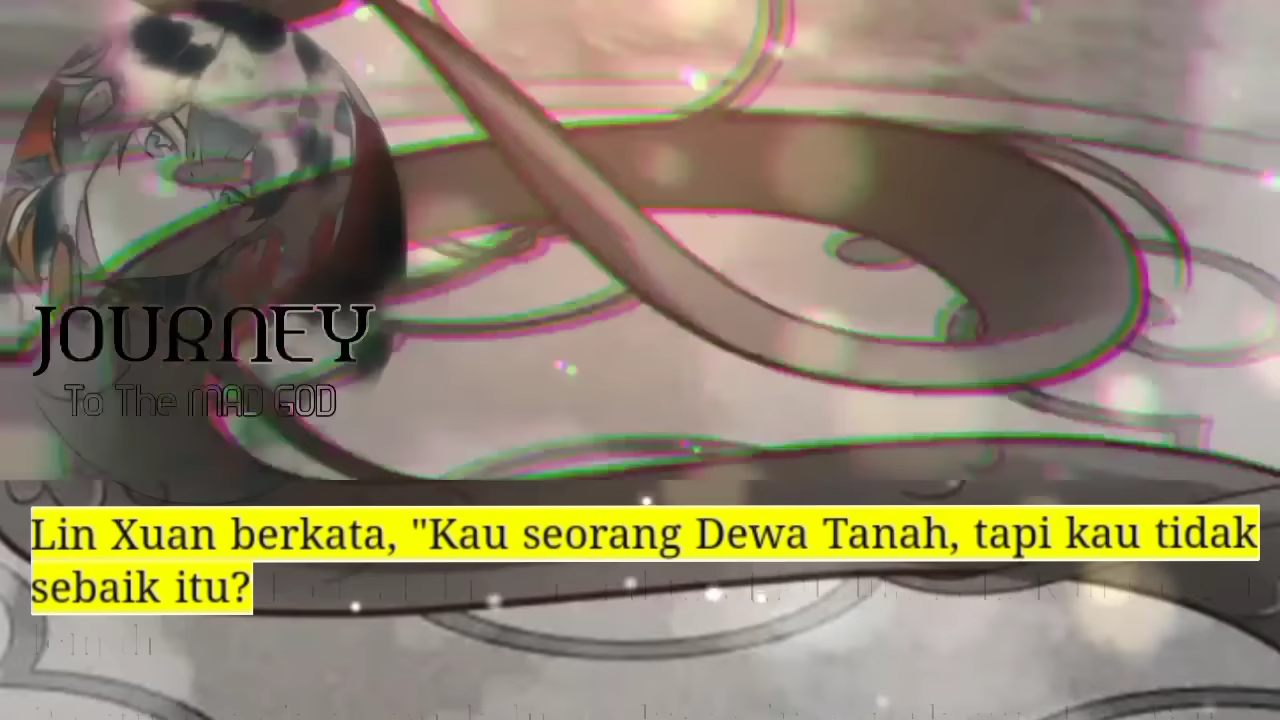 JOURNEY
To The MAD GOD
Lin Xuan berkata, "Kau seorang Dewa Tanah, tapi kau tidak
sebaik itu?